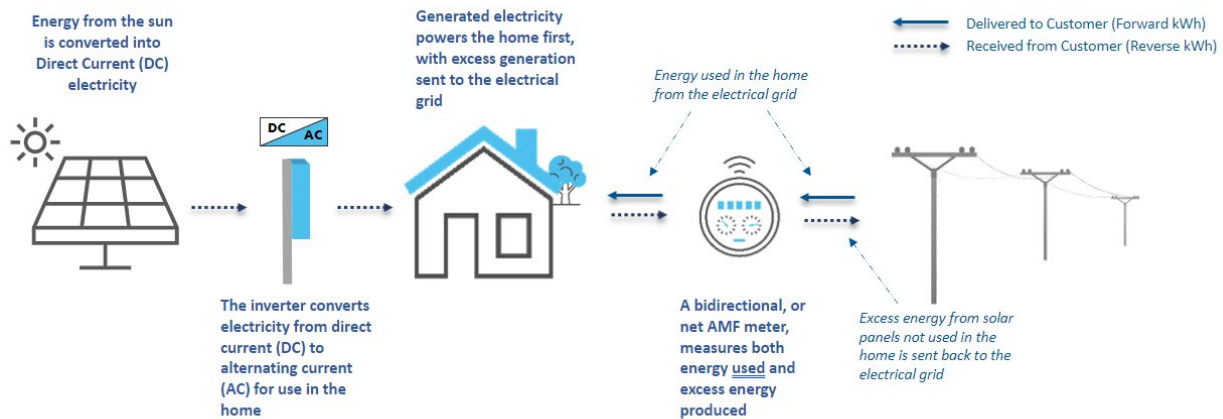 Energy from the sun
is converted into
Direct Current (DC)
electricity
DC
AC
The inverter converts
electricity from direct
current (DC) to
alternating current
(AC) for use in the
home
Generated electricity
powers the home first,
with excess generation
sent to the electrical
grid
Energy used in the home
from the electrical grid
A bidirectional, or
net AMF meter,
measures both
energy used and
excess energy
produced
Delivered to Customer (Forward kWh)
Received from Customer (Reverse kWh)
Excess energy from solar
panels not used in the
home is sent back to the
electrical grid